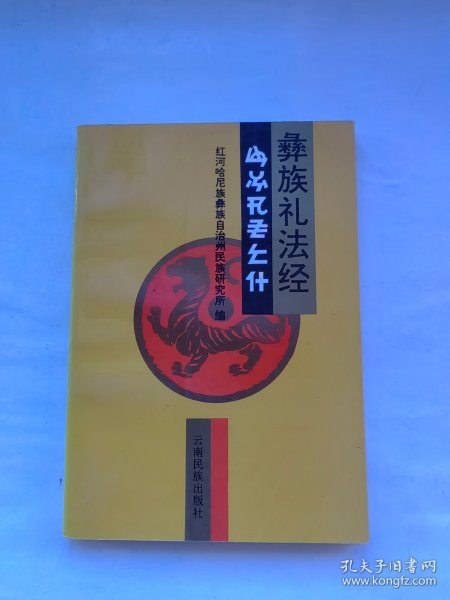 彝族礼法经
红河哈尼族彝族自治州民族研究所 编
云南民族出版社
孔夫子旧书网
www.kongfz.com